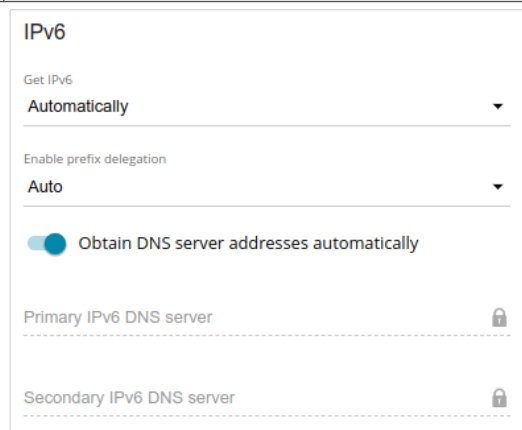 IPv6
Get IPv6
Automatically
Enable prefix delegation
Auto
Obtain DNS server addresses automatically
Primary IPv6 DNS server
Secondary IPv6 DNS server